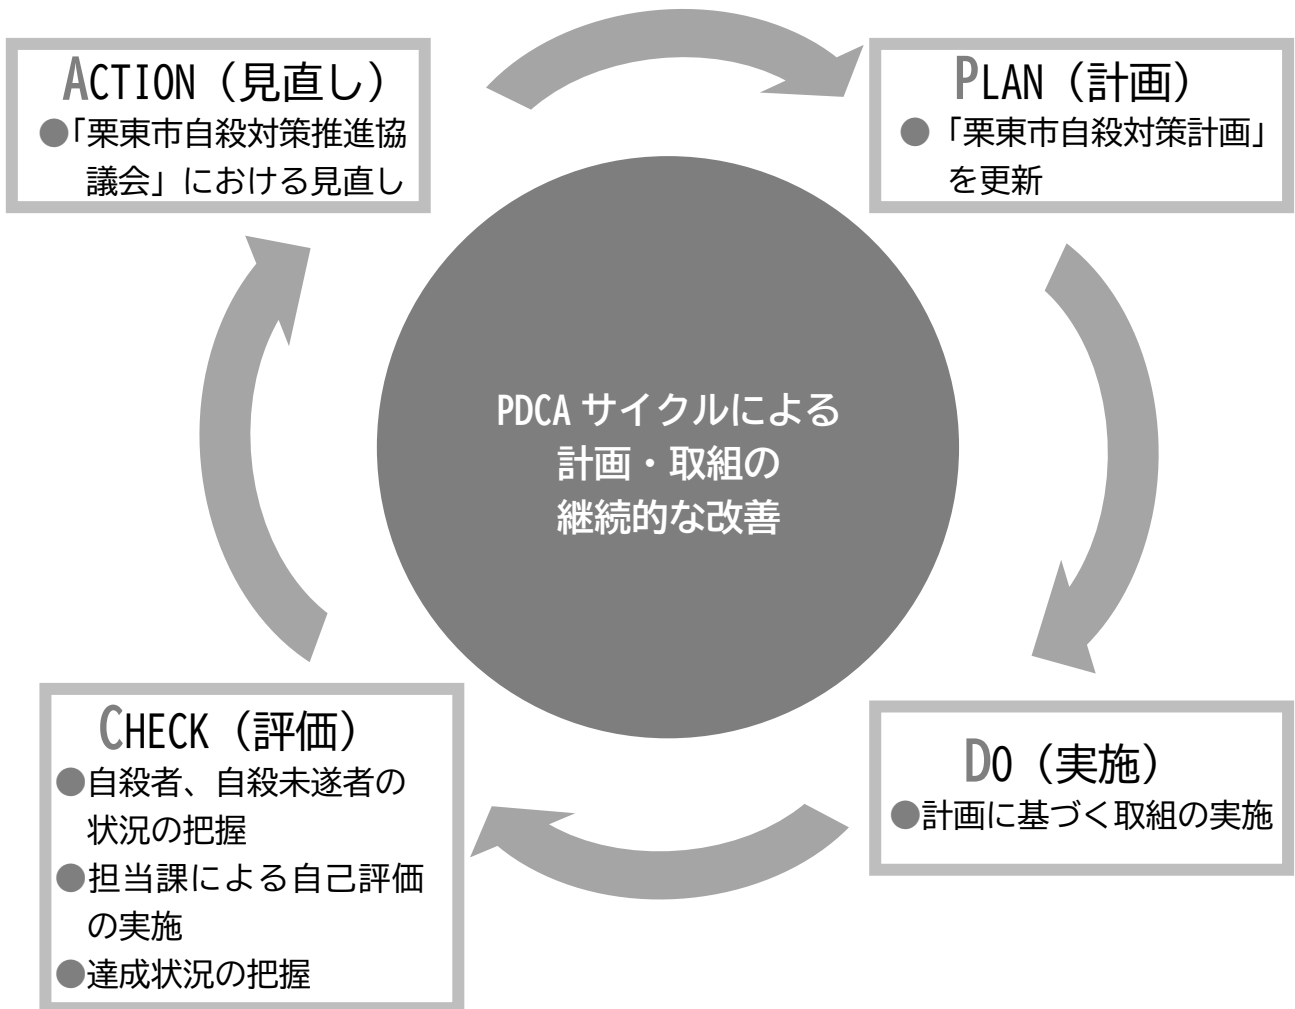 ACTION（見直し）
●「栗東市自殺対策推進協
議会」における見直し
PLAN（計画）
●「栗東市自殺対策計画」
を更新
PDCA サイクルによる
計画・取組の
継続的な改善
CHECK（評価）
●自殺者、自殺未遂者の
状況の把握
●担当課による自己評価
の実施
●達成状況の把握
DO（実施）
●計画に基づく取組の実施